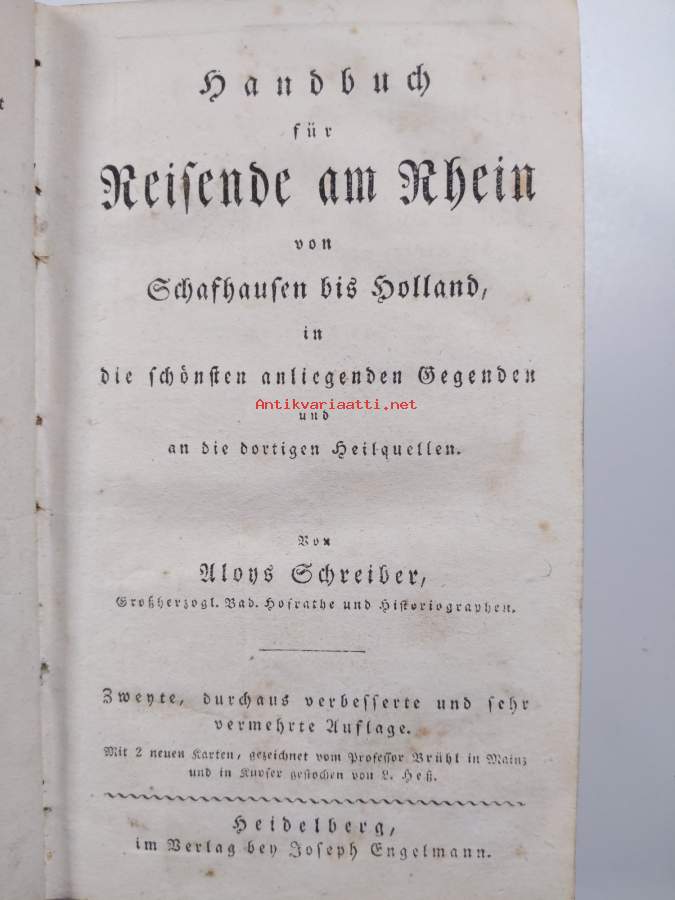 Handbuch
für
Reisende am Rhein
von
Schafhausen bis Holland,
in
die schönsten anliegenden Gegenden
Antikvariaatti.net
und
an die dortigen Heilquellen.
Von
Aloys Schreiber,
Großherzogl. Bad. Hofrathe und Historiographen.
Zweyte, durchaus verbesserte und sehr
vermehrte Auflage.
Mit 2 neuen Karten, gezeichnet vom Professor Brühl in Mainz
und in Kupfer gestochen von L. Heß.
Heidelberg,
im Verlag bey Joseph Engelmann.